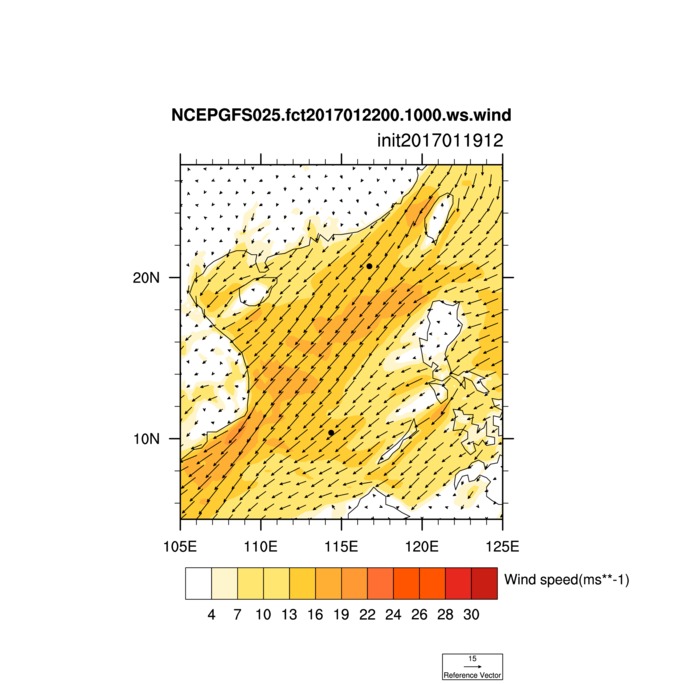 NCEPGFS025.fct2017012200.1000.ws.wind
init2017011912
20N
10N
105E 110E 115E 120E 125E
Wind speed(ms**-1)
4 7 10 13 16 19 22 24 26 28 30
15
Reference Vector